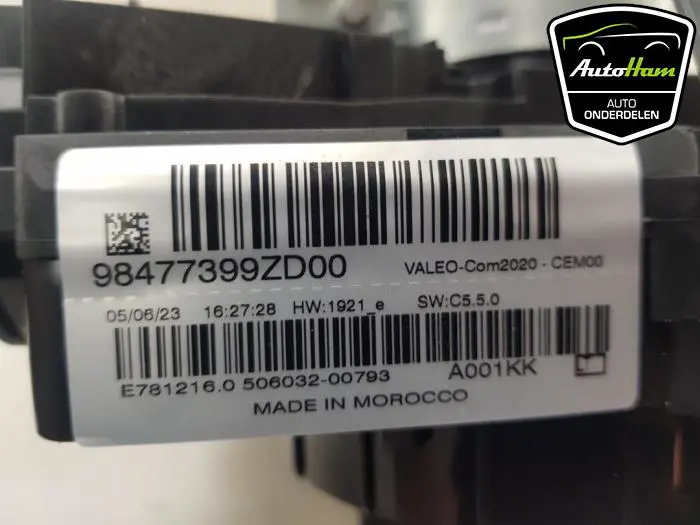 AutoHam
AUTO
ONDERDELEN
98477399ZD00
VALEO-Com2020 - CEM00
05/06/23 16:27:28 HW:1921_e SW:C5.5.0
E781216.0 506032-00793
A001KK
MADE IN MOROCCO